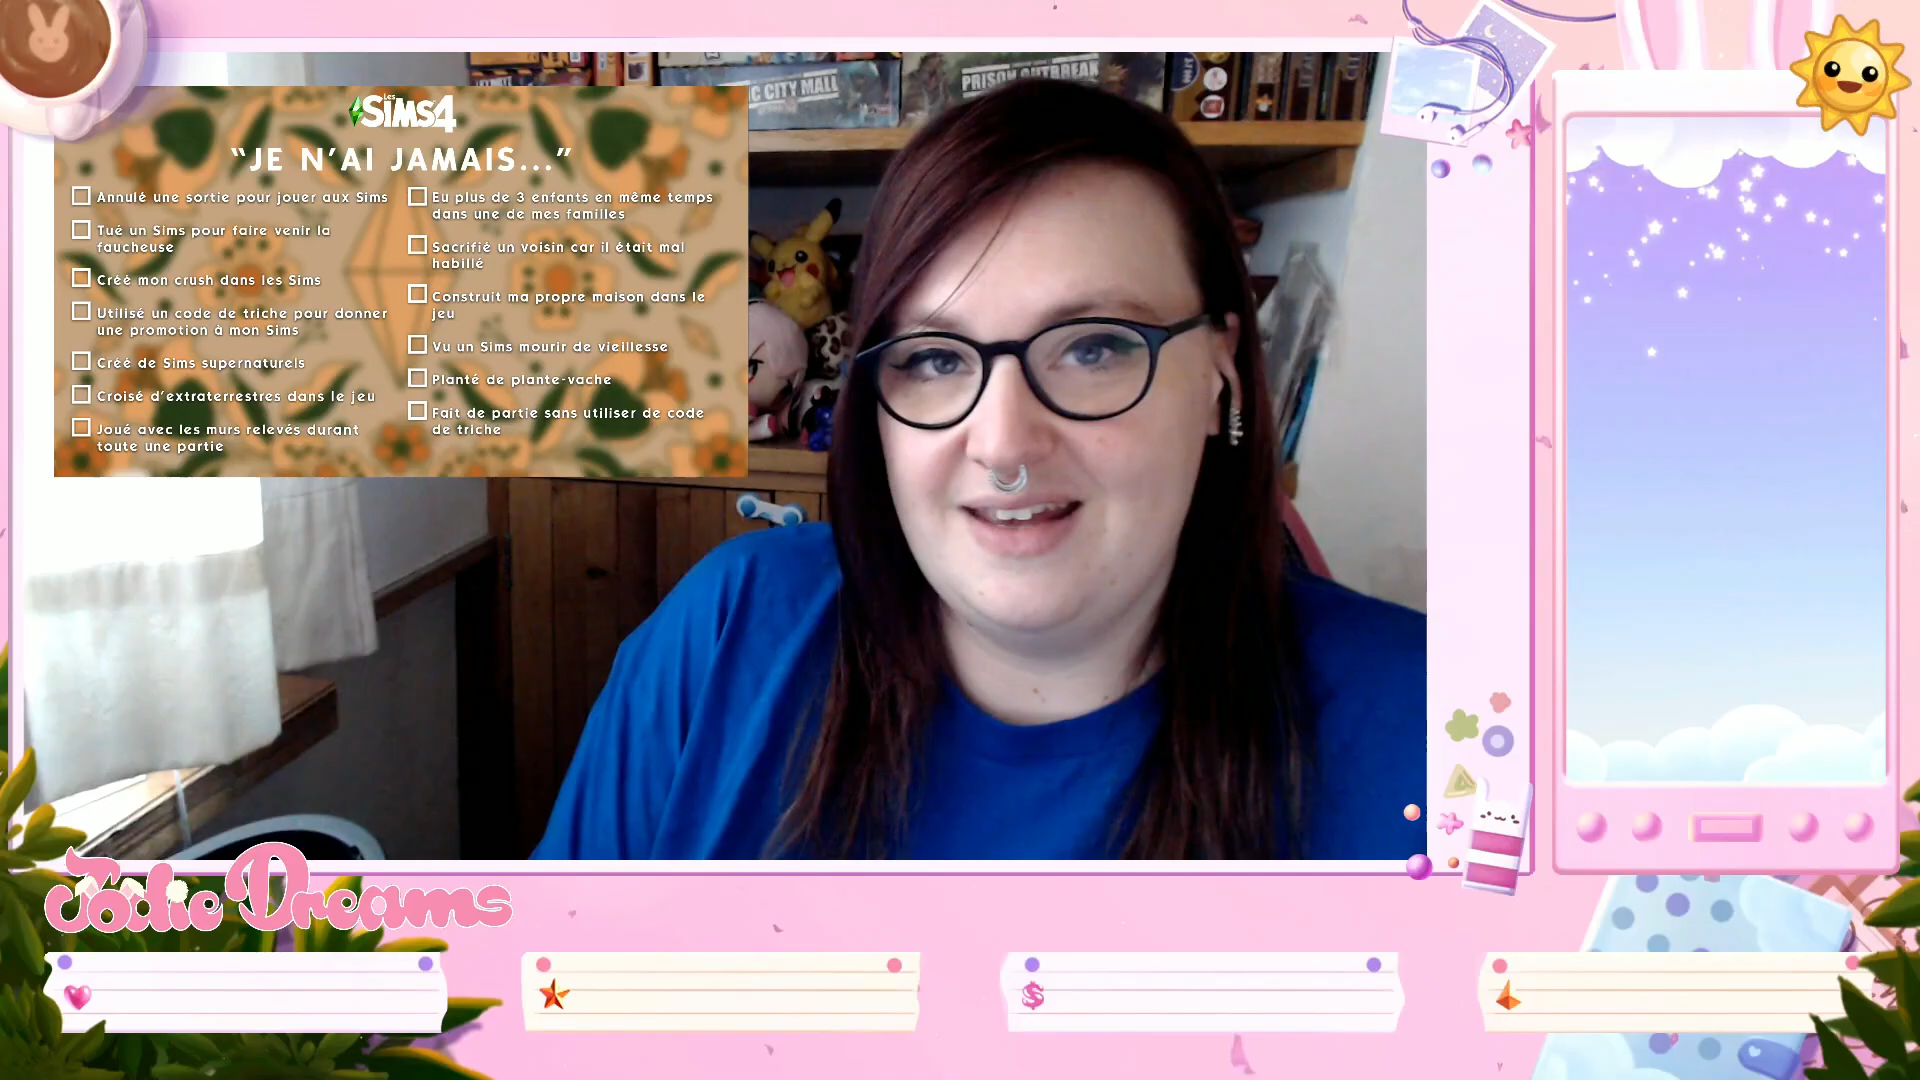 C CITY MALL
PRISON OUTBREAK
Les
SiMS4
“JE N’AI JAMAIS...”
Annulé une sortie pour jouer aux Sims
Tué un Sims pour faire venir la
faucheuse
Créé mon crush dans les Sims
Utilisé un code de triche pour donner
une promotion à mon Sims
Créé de Sims supernaturels
Croisé d’extraterrestres dans le jeu
Joué avec les murs relevés durant
toute une partie
Eu plus de 3 enfants en même temps
dans une de mes familles
Sacrifié un voisin car il était mal
habillé
Construit ma propre maison dans le
jeu
Vu un Sims mourir de vieillesse
Planté de plante-vache
Fait de partie sans utiliser de code
de triche
Jodie Dreams